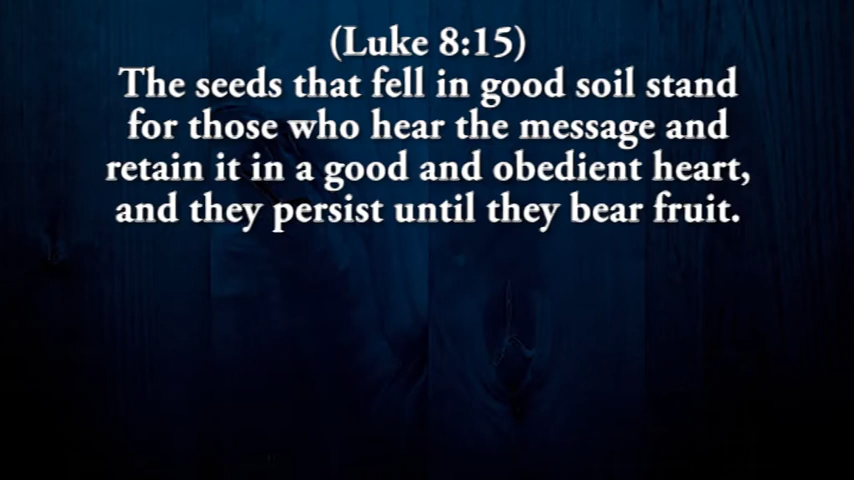 (Luke 8:15)
The seeds that fell in good soil stand
for those who hear the message and
retain it in a good and obedient heart,
and they persist until they bear fruit.